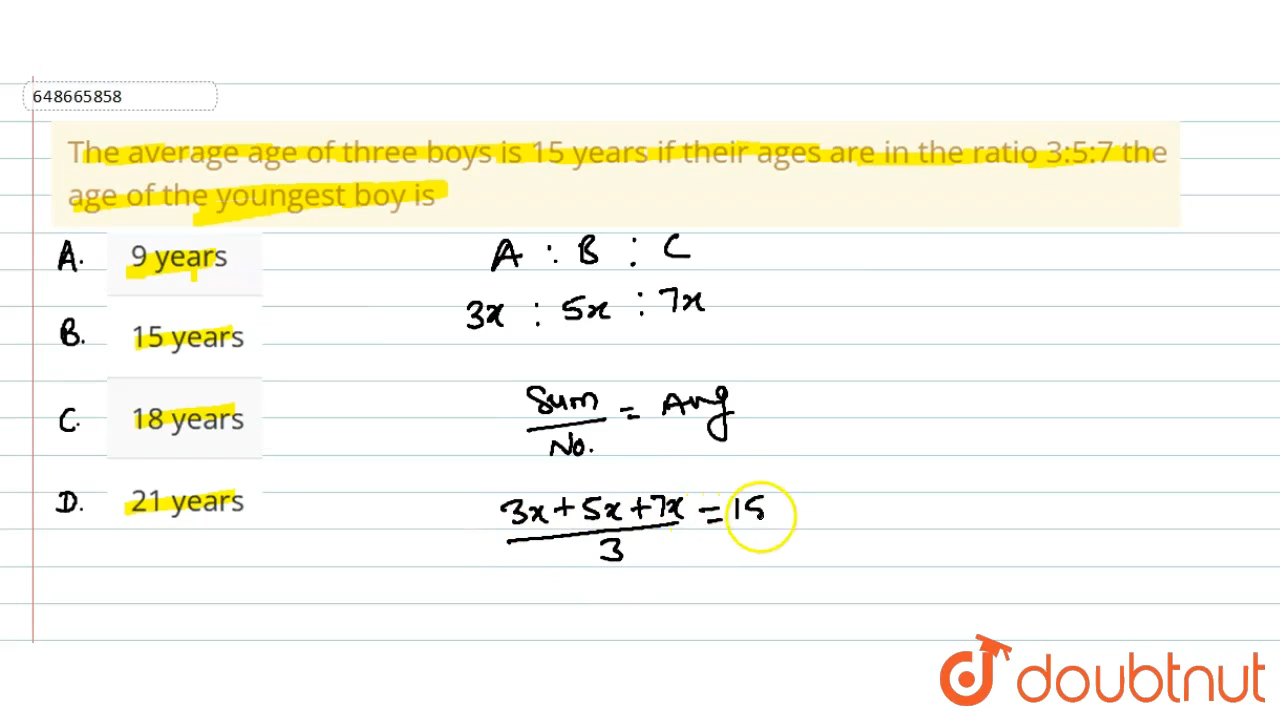 648665858
The average age of three boys is 15 years if their ages are in the ratio 3:5:7 the
age of the youngest boy is
A. 9 years
B. 15 years
C. 18 years
D. 21 years
A : B : C
3x : 5x : 7x
Sum
No.
= Avg
3x+5x+7x
3
= 15
doubtnut